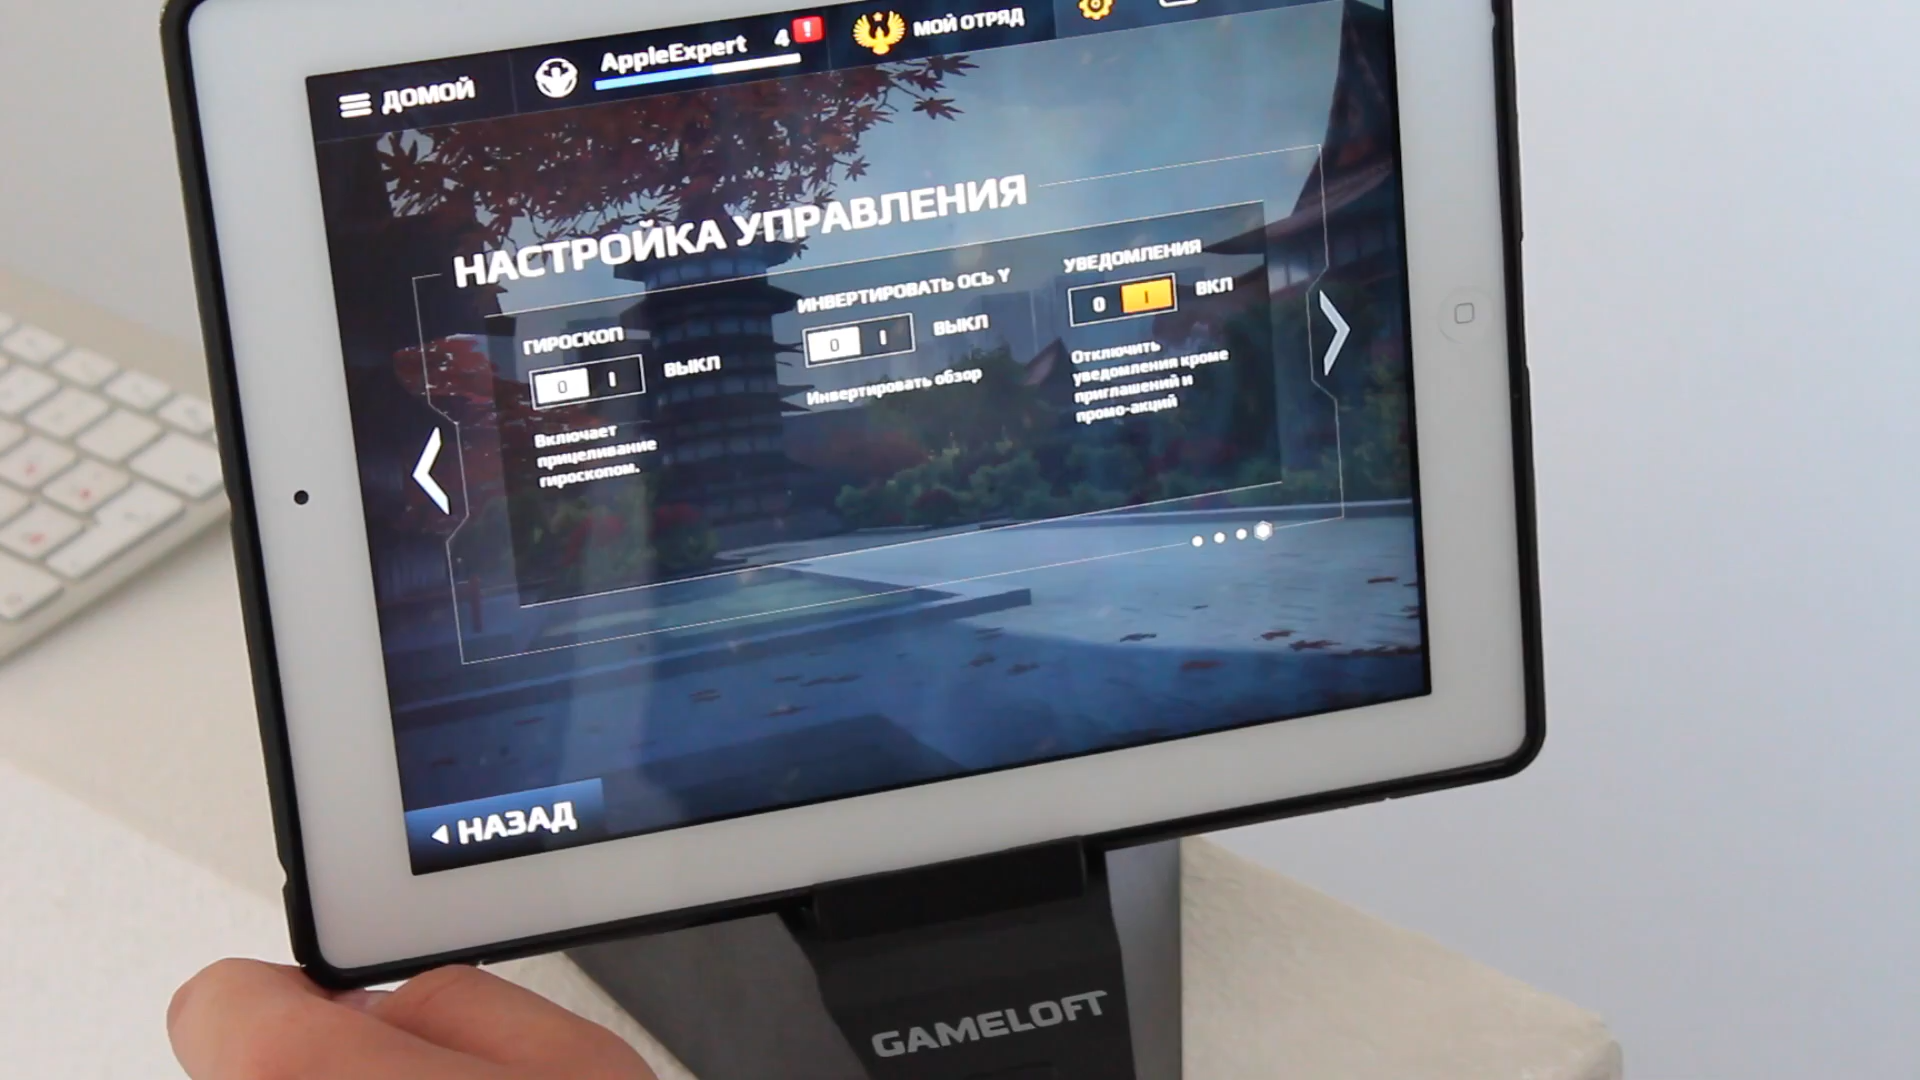 ДОМОЙ
AppleExpert 4 !
МОЙ ОТРЯД
НАСТРОЙКА УПРАВЛЕНИЯ
ГИРОСКОП
0 I ВЫКЛ
Включает
прицеливание
гироскопом.
ИНВЕРТИРОВАТЬ ОСЬ Y
0 I ВЫКЛ
Инвертировать обзор
УВЕДОМЛЕНИЯ
0 I ВКЛ
Отключить
уведомления кроме
приглашений и
промо-акций
НАЗАД
GAMELOFT